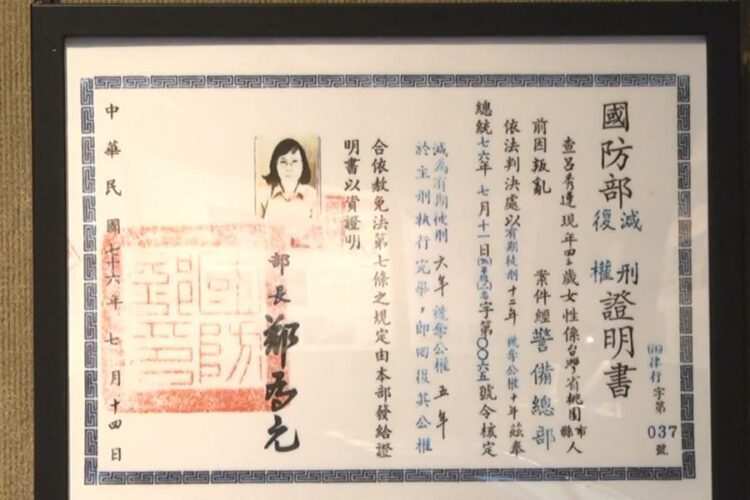 國防部減刑復權證明書
(76)津行字第037號
查呂秀蓮現年四三歲女性係台灣省桃園縣市人
前因叛亂案件經警備總部
依法判決處以有期徒刑十二年褫奪公權十年茲奉
總統七六年七月十一日字第〇〇六五號令核定
減為有期徒刑六年褫奪公權五年
於主刑執行完畢，即回復其公權
合依赦免法第七條之規定由本部發給證
明書以資證明
部長鄭為元
國防部印
中華民國七十六年七月十四日